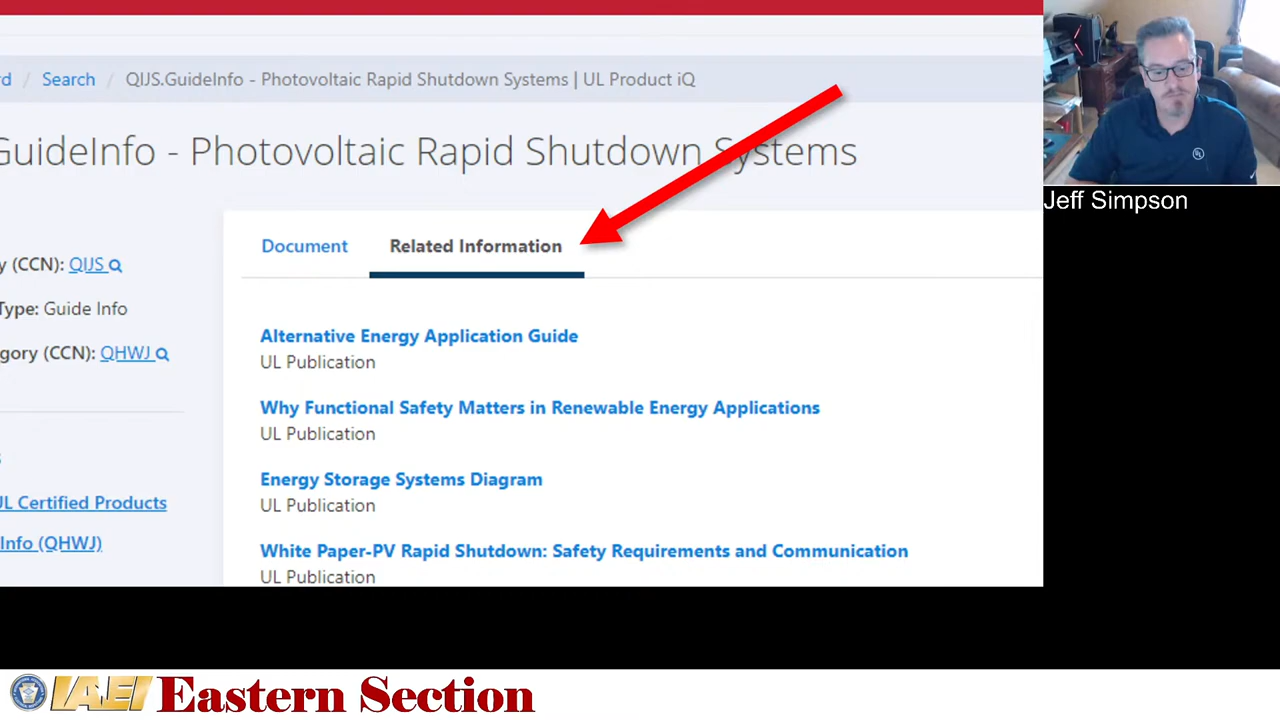 d / Search / QIJS.GuideInfo - Photovoltaic Rapid Shutdown Systems | UL Product iQ
GuideInfo - Photovoltaic Rapid Shutdown Systems
y (CCN): QIJS
Type: Guide Info
gory (CCN): QHWJ
UL Certified Products
Info (QHWJ)
Document
Related Information
Alternative Energy Application Guide
UL Publication
Why Functional Safety Matters in Renewable Energy Applications
UL Publication
Energy Storage Systems Diagram
UL Publication
White Paper-PV Rapid Shutdown: Safety Requirements and Communication
UL Publication
UL
Jeff Simpson
IAEI Eastern Section